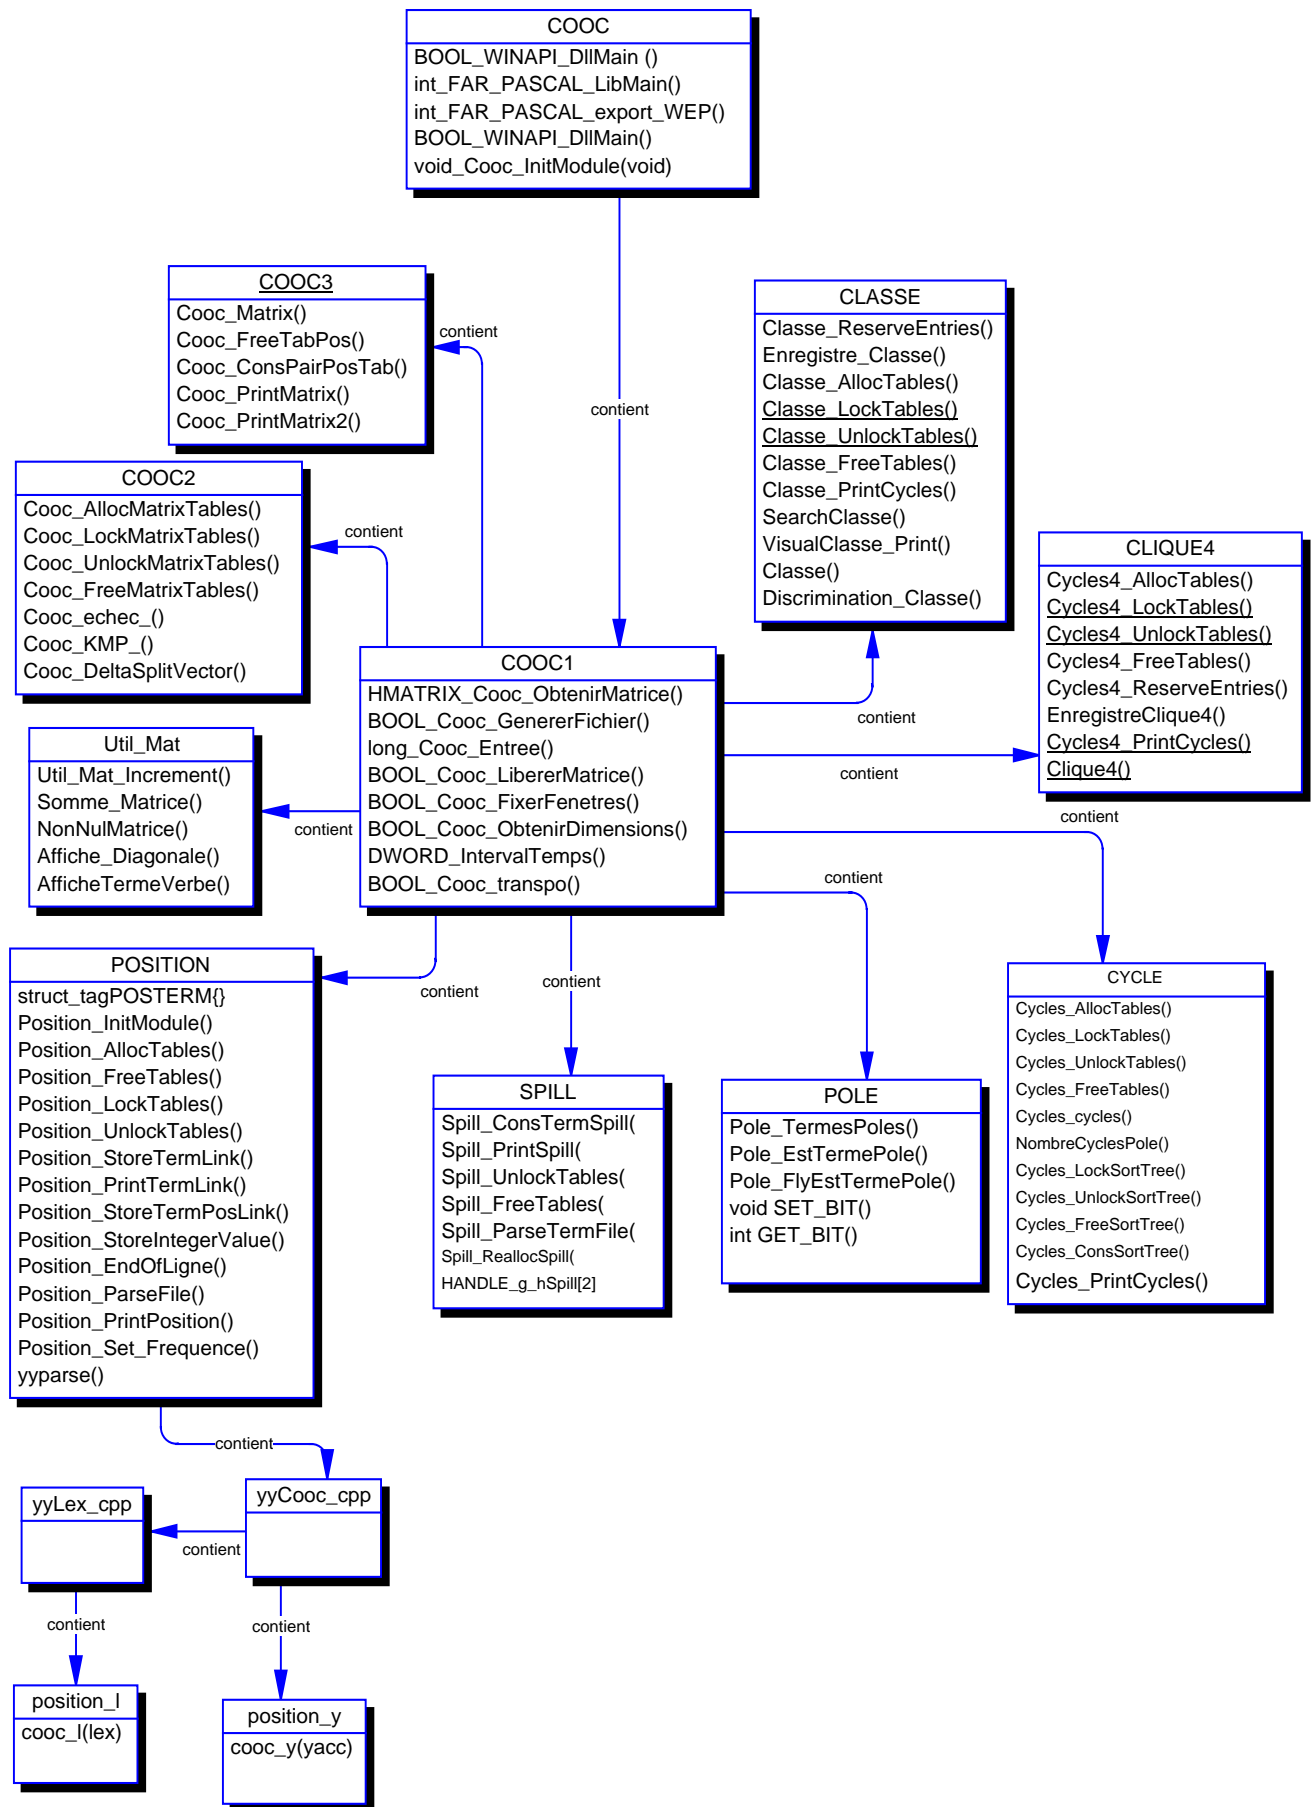 COOC
BOOL_WINAPI_DllMain ()
int_FAR_PASCAL_LibMain()
int_FAR_PASCAL_export_WEP()
BOOL_WINAPI_DllMain()
void_Cooc_InitModule(void)
contient
COOC3
Cooc_Matrix()
Cooc_FreeTabPos()
Cooc_ConsPairPosTab()
Cooc_PrintMatrix()
Cooc_PrintMatrix2()
contient
COOC2
Cooc_AllocMatrixTables()
Cooc_LockMatrixTables()
Cooc_UnlockMatrixTables()
Cooc_FreeMatrixTables()
Cooc_echec_()
Cooc_KMP_()
Cooc_DeltaSplitVector()
contient
CLASSE
Classe_ReserveEntries()
Enregistre_Classe()
Classe_AllocTables()
Classe_LockTables()
Classe_UnlockTables()
Classe_FreeTables()
Classe_PrintCycles()
SearchClasse()
VisualClasse_Print()
Classe()
Discrimination_Classe()
contient
CLIQUE4
Cycles4_AllocTables()
Cycles4_LockTables()
Cycles4_UnlockTables()
Cycles4_FreeTables()
Cycles4_ReserveEntries()
EnregistreClique4()
Cycles4_PrintCycles()
Clique4()
contient
COOC1
HMATRIX_Cooc_ObtenirMatrice()
BOOL_Cooc_GenererFichier()
long_Cooc_Entree()
BOOL_Cooc_LibererMatrice()
BOOL_Cooc_FixerFenetres()
BOOL_Cooc_ObtenirDimensions()
DWORD_IntervalTemps()
BOOL_Cooc_transpo()
Util_Mat
Util_Mat_Increment()
Somme_Matrice()
NonNulMatrice()
Affiche_Diagonale()
AfficheTermeVerbe()
contient
contient
contient
POSITION
struct_tagPOSTERM{}
Position_InitModule()
Position_AllocTables()
Position_FreeTables()
Position_LockTables()
Position_UnlockTables()
Position_StoreTermLink()
Position_PrintTermLink()
Position_StoreTermPosLink()
Position_StoreIntegerValue()
Position_EndOfLigne()
Position_ParseFile()
Position_PrintPosition()
Position_Set_Frequence()
yyparse()
contient
contient
SPILL
Spill_ConsTermSpill(
Spill_PrintSpill(
Spill_UnlockTables(
Spill_FreeTables(
Spill_ParseTermFile(
Spill_ReallocSpill(
HANDLE_g_hSpill[2]
POLE
Pole_TermesPoles()
Pole_EstTermePole()
Pole_FlyEstTermePole()
void SET_BIT()
int GET_BIT()
CYCLE
Cycles_AllocTables()
Cycles_LockTables()
Cycles_UnlockTables()
Cycles_FreeTables()
Cycles_cycles()
NombreCyclesPole()
Cycles_LockSortTree()
Cycles_UnlockSortTree()
Cycles_FreeSortTree()
Cycles_ConsSortTree()
Cycles_PrintCycles()
contient
yyLex_cpp
yyCooc_cpp
contient
contient
contient
position_l
cooc_l(lex)
position_y
cooc_y(yacc)